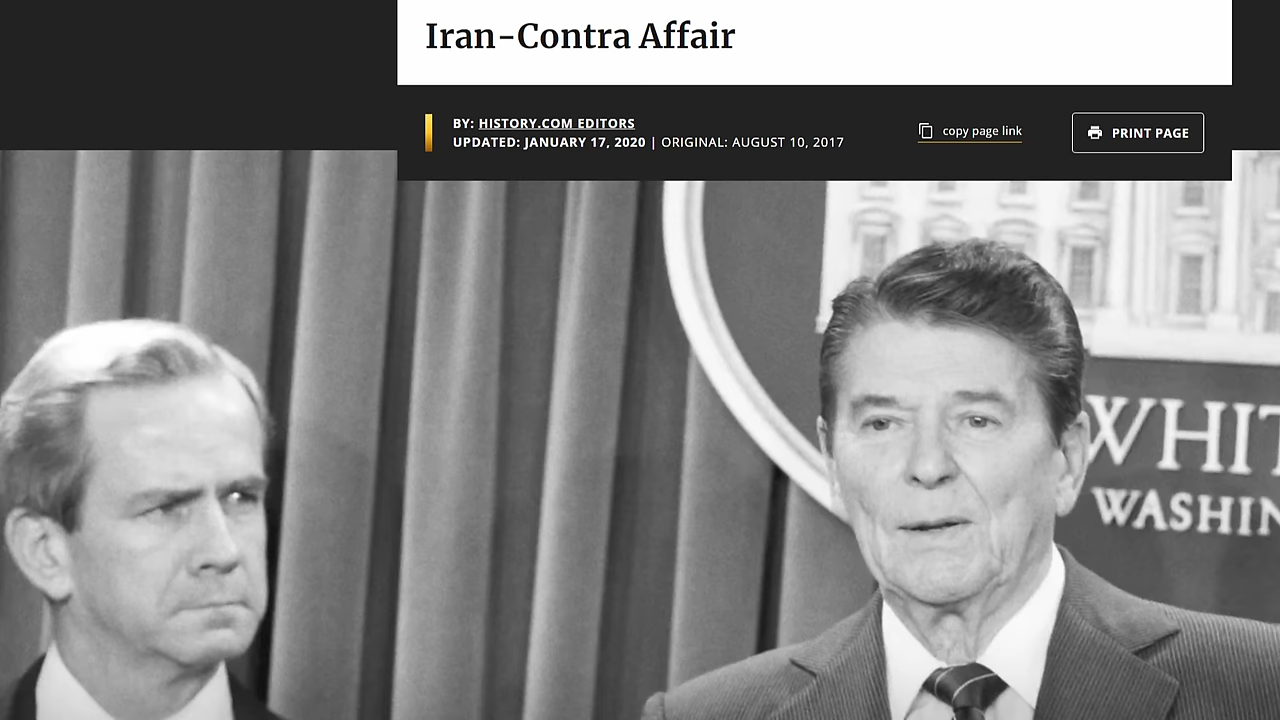 Iran-Contra Affair
BY: HISTORY.COM EDITORS
UPDATED: JANUARY 17, 2020 | ORIGINAL: AUGUST 10, 2017
copy page link
PRINT PAGE
WHIT
WASHIN